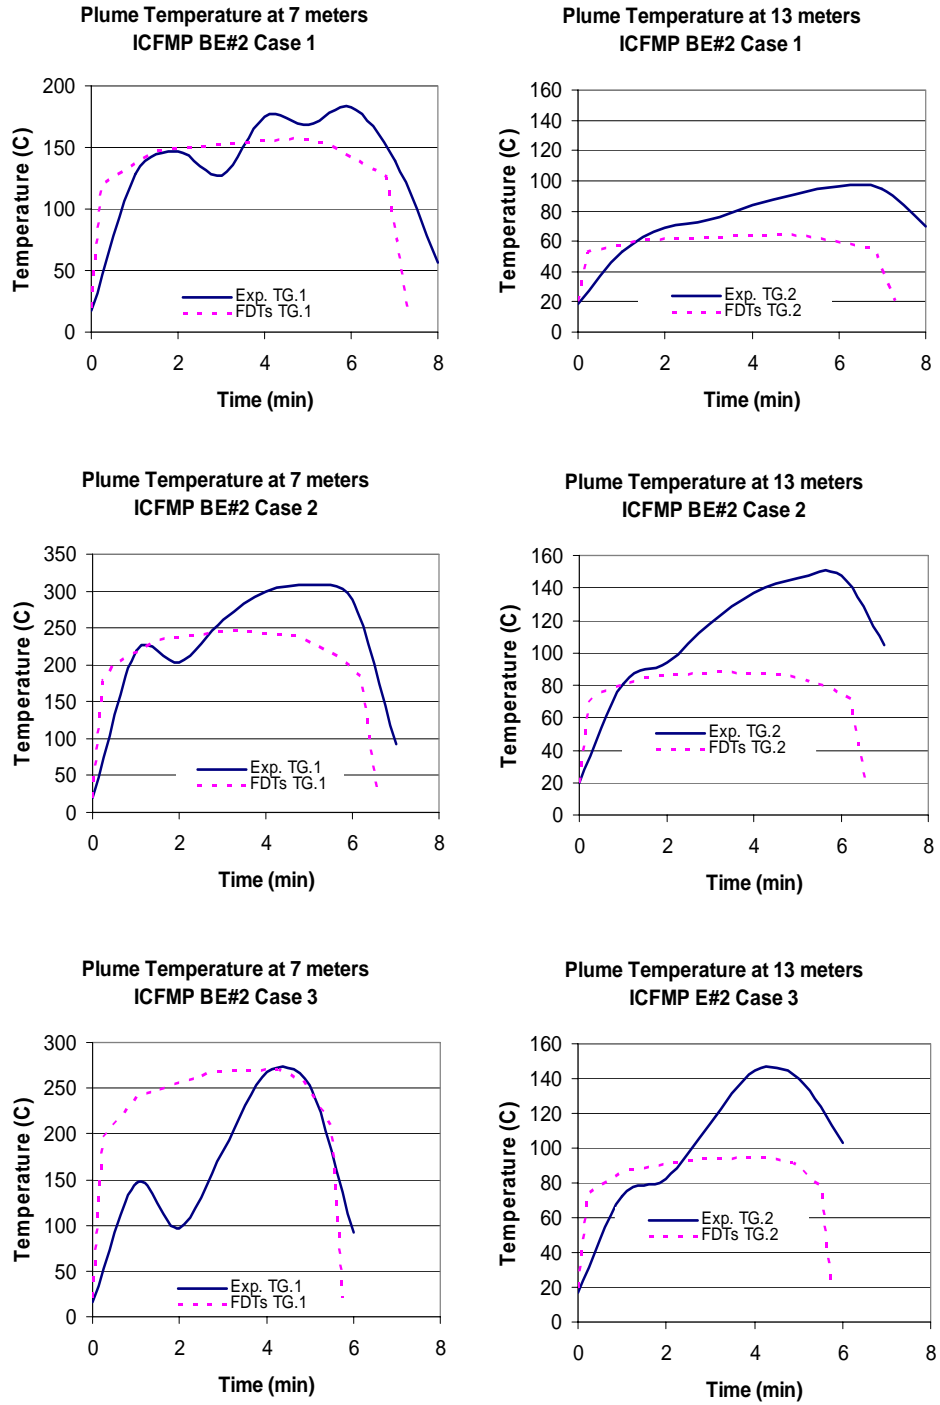 Plume Temperature at 7 meters
ICFMP BE#2 Case 1
Temperature (C)
200
150
100
50
0
Exp. TG.1
FDTs TG.1
0 2 4 6 8
Time (min)
Plume Temperature at 13 meters
ICFMP BE#2 Case 1
Temperature (C)
160
140
120
100
80
60
40
20
0
Exp. TG.2
FDTs TG.2
0 2 4 6 8
Time (min)
Plume Temperature at 7 meters
ICFMP BE#2 Case 2
Temperature (C)
350
300
250
200
150
100
50
0
Exp. TG.1
FDTs TG.1
0 2 4 6 8
Time (min)
Plume Temperature at 13 meters
ICFMP BE#2 Case 2
Temperature (C)
160
140
120
100
80
60
40
20
0
Exp. TG.2
FDTs TG.2
0 2 4 6 8
Time (min)
Plume Temperature at 7 meters
ICFMP BE#2 Case 3
Temperature (C)
300
250
200
150
100
50
0
Exp. TG.1
FDTs TG.1
0 2 4 6 8
Time (min)
Plume Temperature at 13 meters
ICFMP E#2 Case 3
Temperature (C)
160
140
120
100
80
60
40
20
0
Exp. TG.2
FDTs TG.2
0 2 4 6 8
Time (min)